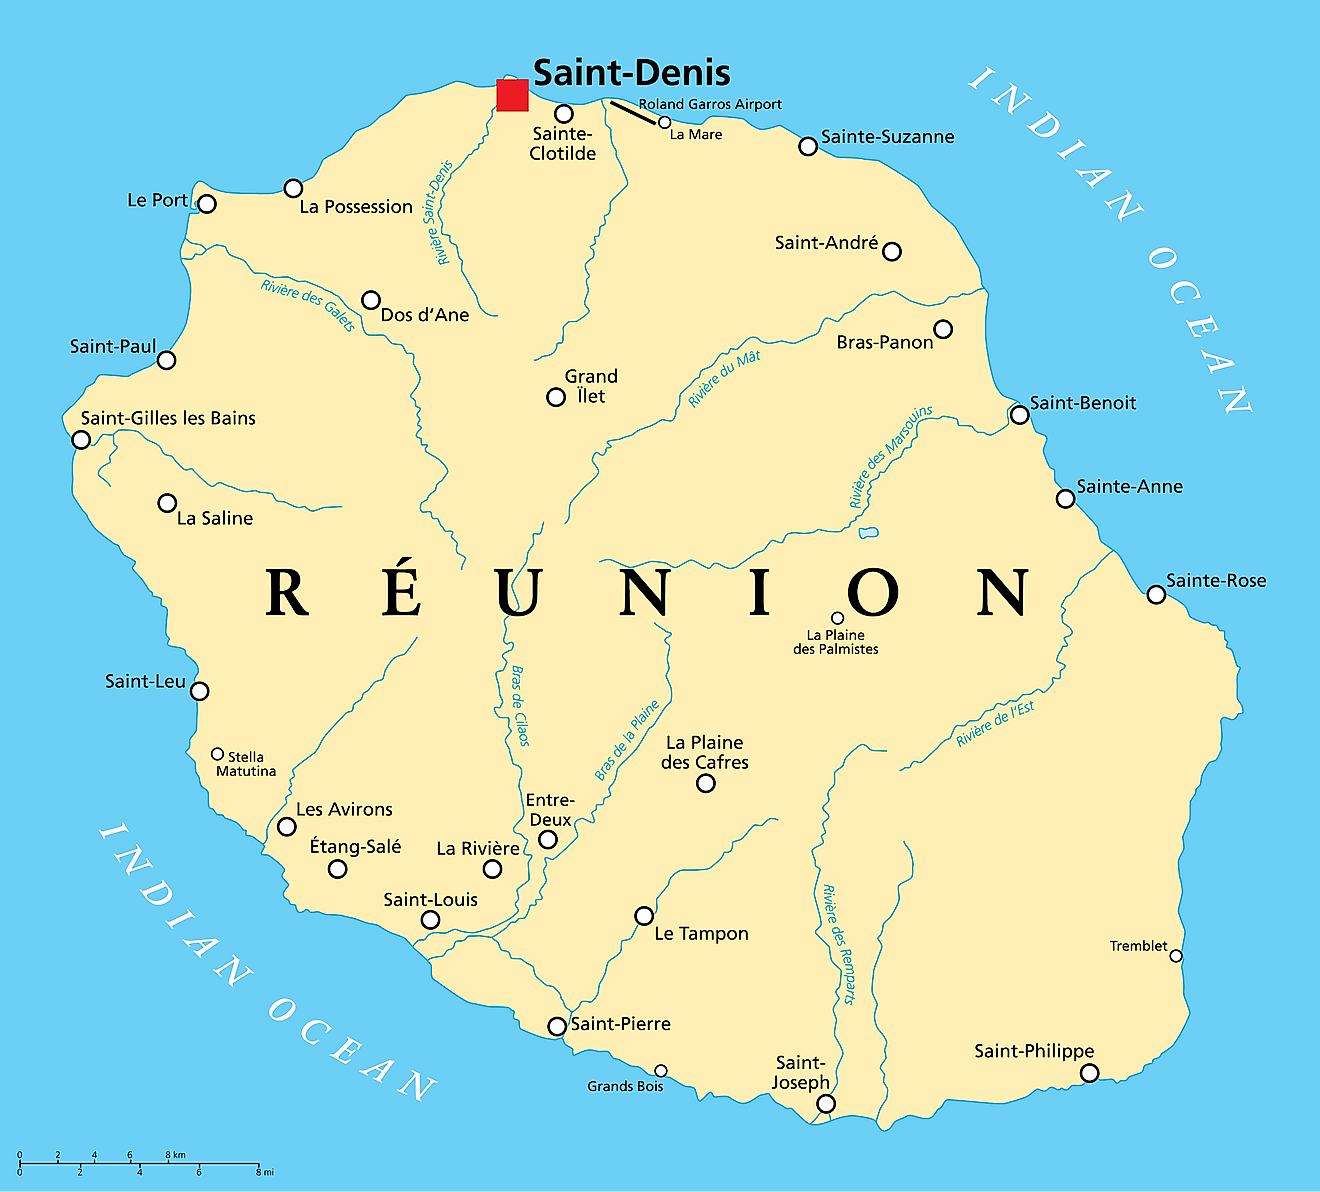 Saint-Denis
Roland Garros Airport
La Mare
Sainte-
Clotilde
Sainte-Suzanne
INDIAN OCEAN
Le Port
La Possession
Rivière Saint-Denis
Saint-André
Rivière des Galets
Dos d'Ane
Bras-Panon
Saint-Paul
Rivière du Mât
Grand
Ïlet
Saint-Benoit
Saint-Gilles les Bains
Rivière des Marsouins
Sainte-Anne
La Saline
RÉUNION
Sainte-Rose
La Plaine
des Palmistes
Saint-Leu
Bras de Cilaos
Bras de la Plaine
Rivière de l'Est
Stella
Matutina
La Plaine
des Cafres
Les Avirons
Entre-
Deux
Étang-Salé
La Rivière
Saint-Louis
Le Tampon
Rivière des Remparts
Tremblet
INDIAN OCEAN
Saint-Pierre
Grands Bois
Saint-
Joseph
Saint-Philippe
0 2 4 6 8 km
0 2 4 6 8 mi